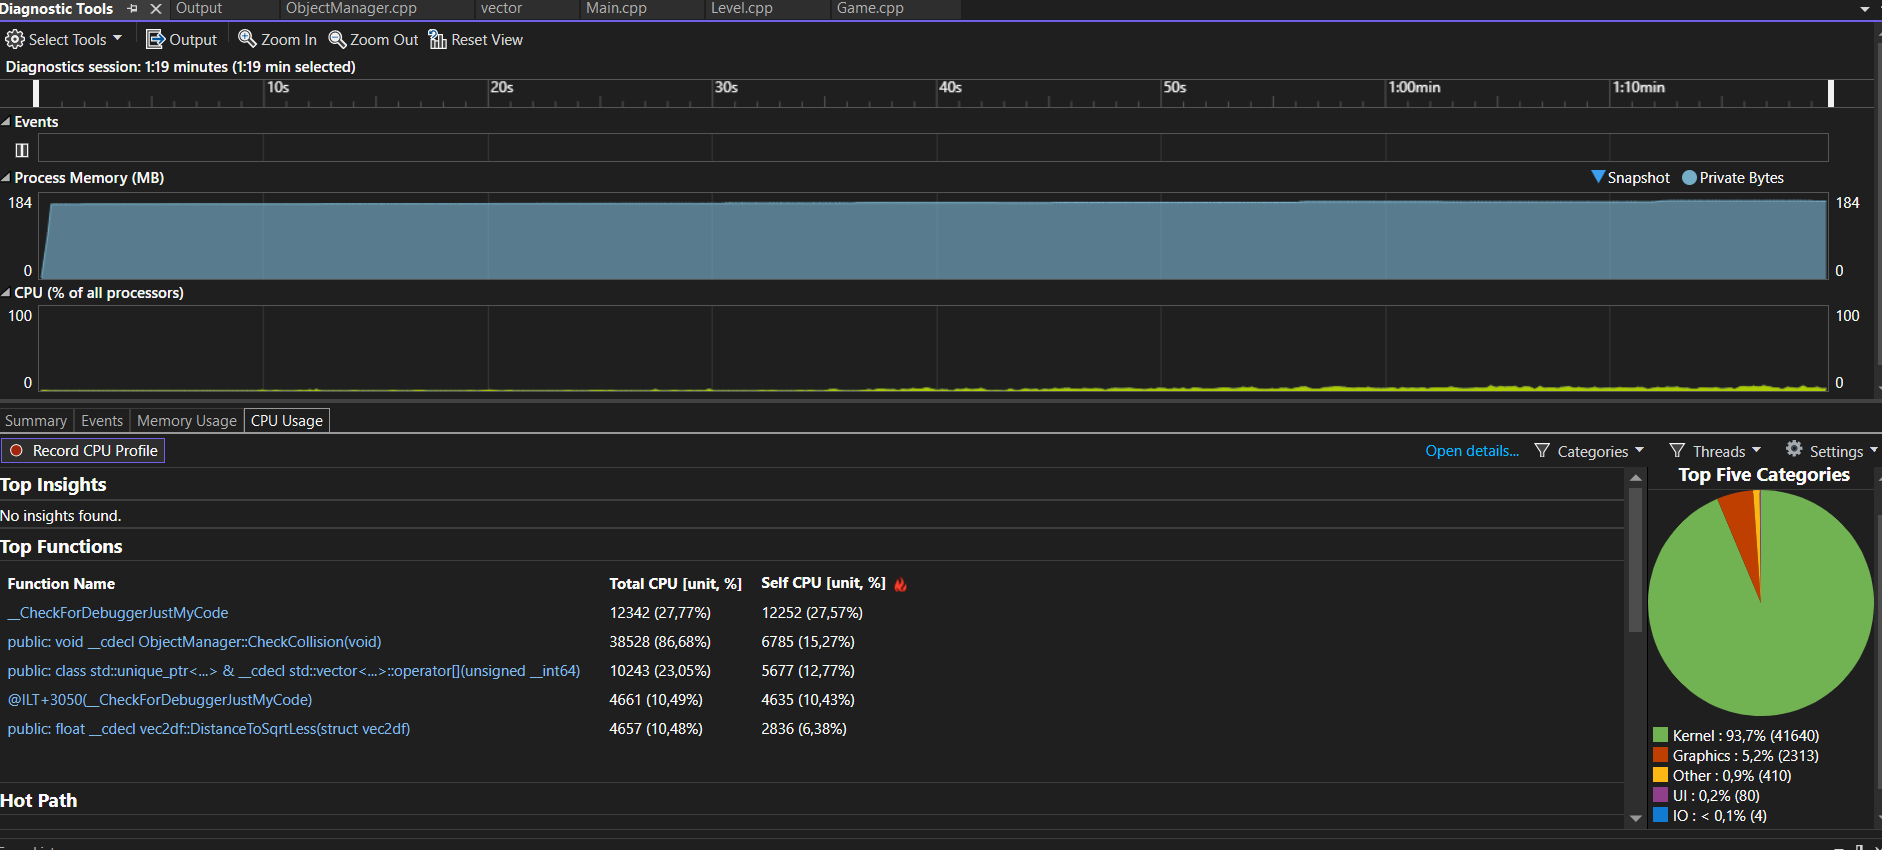 Diagnostic Tools Output ObjectManager.cpp vector Main.cpp Level.cpp Game.cpp
Select Tools Output Zoom In Zoom Out Reset View
Diagnostics session: 1:19 minutes (1:19 min selected)
10s 20s 30s 40s 50s 1:00min 1:10min
Events
Process Memory (MB) Snapshot Private Bytes
184 184
0 0
CPU (% of all processors)
100 100
0 0
Summary Events Memory Usage CPU Usage
Record CPU Profile Open details... Categories Threads Settings
Top Insights
No insights found.
Top Functions
Function Name Total CPU [unit, %] Self CPU [unit, %]
__CheckForDebuggerJustMyCode 12342 (27,77%) 12252 (27,57%)
public: void __cdecl ObjectManager::CheckCollision(void) 38528 (86,68%) 6785 (15,27%)
public: class std::unique_ptr<...> & __cdecl std::vector<...>::operator[](unsigned __int64) 10243 (23,05%) 5677 (12,77%)
@ILT+3050(__CheckForDebuggerJustMyCode) 4661 (10,49%) 4635 (10,43%)
public: float __cdecl vec2df::DistanceToSqrtLess(struct vec2df) 4657 (10,48%) 2836 (6,38%)
Hot Path
Top Five Categories
Kernel : 93,7% (41640)
Graphics : 5,2% (2313)
Other : 0,9% (410)
UI : 0,2% (80)
IO : < 0,1% (4)